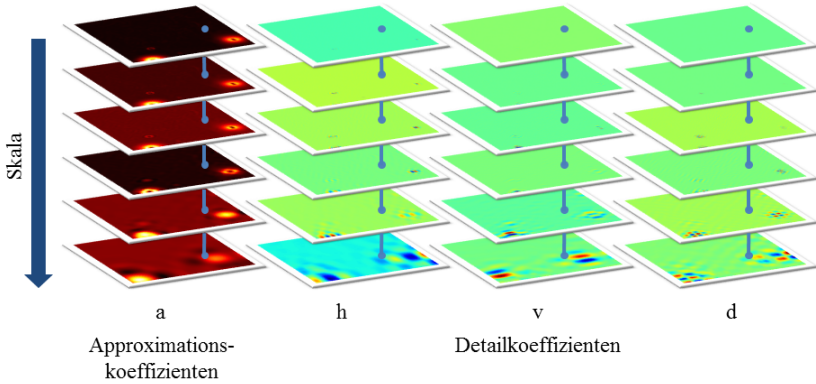 Skala
a
h
v
d
Approximations-
koeffizienten
Detailkoeffizienten